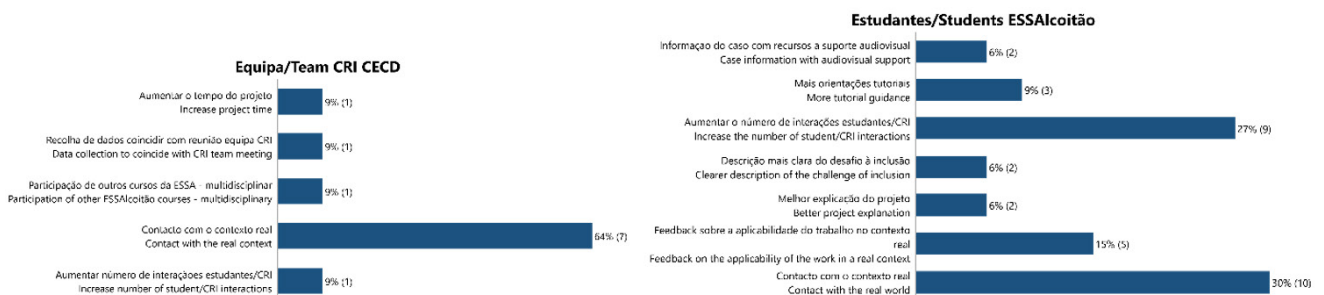 Equipa/Team CRI CECD
Aumentar o tempo do projeto
Increase project time
9% (1)
Recolha de dados coincidir com reunião equipa CRI
Data collection to coincide with CRI team meeting
9% (1)
Participação de outros cursos da ESSA - multidisciplinar
Participation of other ESSAlcoitão courses - multidisciplinary
9% (1)
Contacto com o contexto real
Contact with the real context
64% (7)
Aumentar número de interações estudantes/CRI
Increase number of student/CRI interactions
9% (1)
Estudantes/Students ESSAlcoitão
Informação do caso com recursos a suporte audiovisual
Case information with audiovisual support
6% (2)
Mais orientações tutoriais
More tutorial guidance
9% (3)
Aumentar o número de interações estudantes/CRI
Increase the number of student/CRI interactions
27% (9)
Descrição mais clara do desafio à inclusão
Clearer description of the challenge of inclusion
6% (2)
Melhor explicação do projeto
Better project explanation
6% (2)
Feedback sobre a aplicabilidade do trabalho no contexto
real
Feedback on the applicability of the work in a real context
15% (5)
Contacto com o contexto real
Contact with the real world
30% (10)